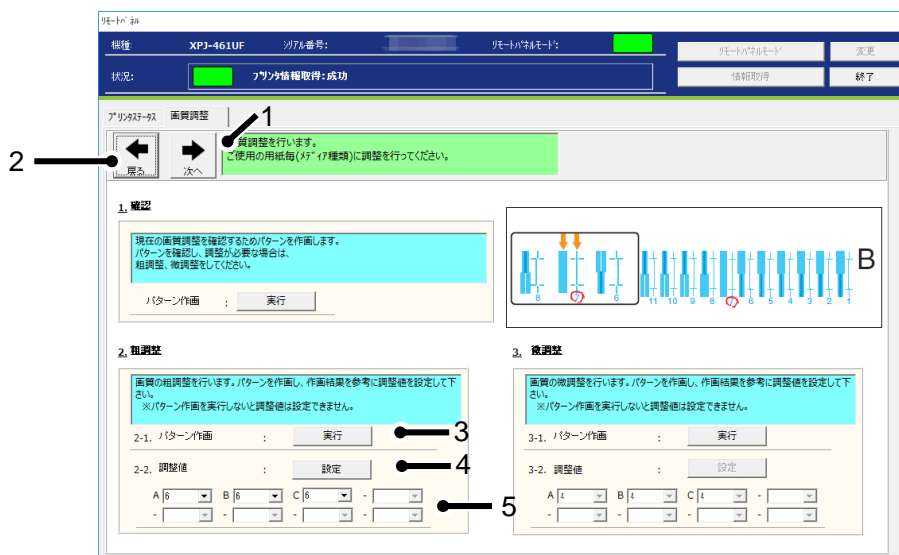 ﾘﾓｰﾄﾊﾟﾈﾙ
機種: XPJ-461UF ｼﾘｱﾙ番号: ﾘﾓｰﾄﾊﾟﾈﾙﾓｰﾄﾞ: ﾘﾓｰﾄﾊﾟﾈﾙﾓｰﾄﾞ 変更
状況: ﾌﾟﾘﾝﾀ情報取得:成功 情報取得 終了
ﾌﾟﾘﾝﾀｽﾃｰﾀｽ 画質調整 1
2 戻る 次へ
質調整を行います。
ご使用の用紙毎(ﾒﾃﾞｨｱ種類)に調整を行ってください。
1. 確認
現在の画質調整を確認するためパターンを作画します。
パターンを確認し、調整が必要な場合は、
粗調整、微調整をしてください。
パターン作画 : 実行
B
8 7 6 11 10 9 8 7 6 5 4 3 2 1
2. 粗調整
画質の粗調整を行います。パターンを作画し、作画結果を参考に調整値を設定して下
さい。
※パターン作画を実行しないと調整値は設定できません。
2-1. パターン作画 : 実行 3
2-2. 調整値 : 設定 4
A 6 B 6 C 6 -
- - - - 5
3. 微調整
画質の微調整を行います。パターンを作画し、作画結果を参考に調整値を設定して下
さい。
※パターン作画を実行しないと調整値は設定できません。
3-1. パターン作画 : 実行
3-2. 調整値 : 設定
A 4 B 4 C 4 -
- - - -